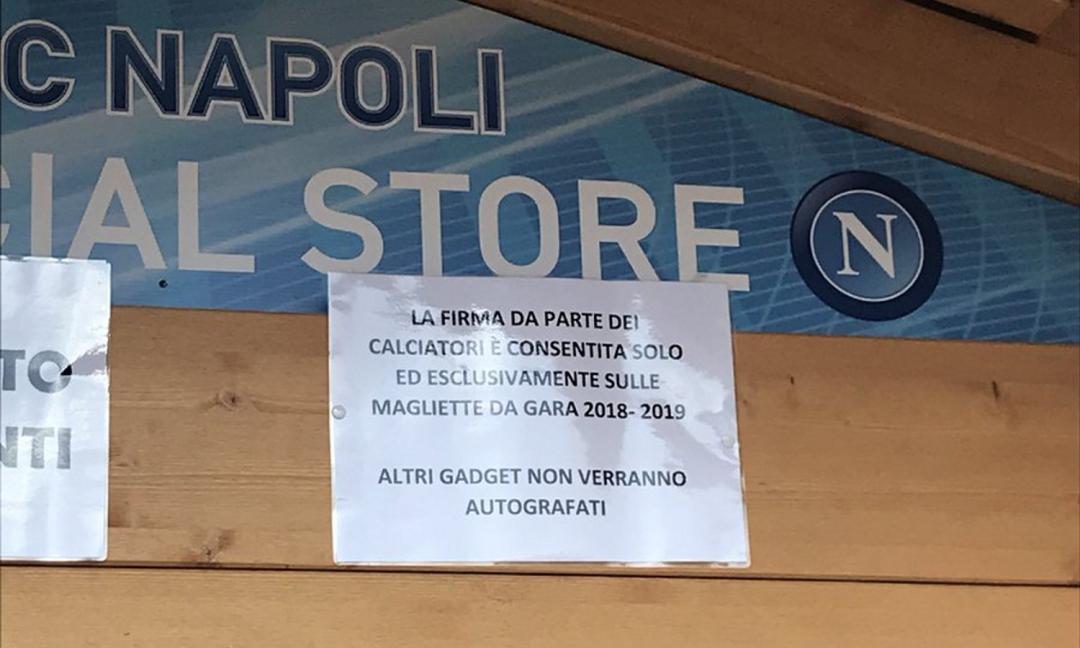 C NAPOLI
CIAL STORE
N
TO
NTI
LA FIRMA DA PARTE DEI
CALCIATORI È CONSENTITA SOLO
ED ESCLUSIVAMENTE SULLE
MAGLIETTE DA GARA 2018- 2019
ALTRI GADGET NON VERRANNO
AUTOGRAFATI